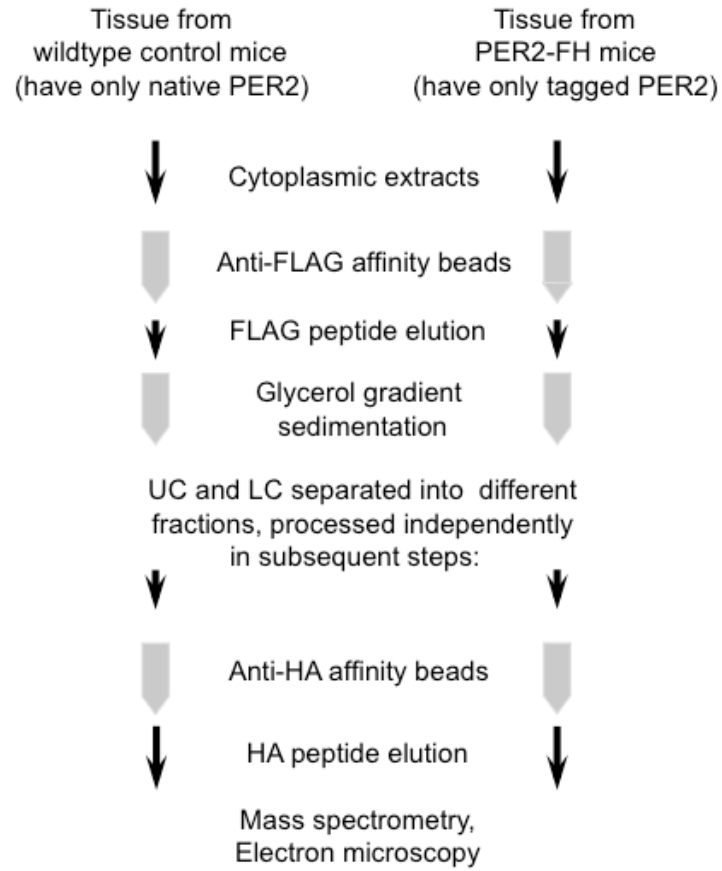 Tissue from
wildtype control mice
(have only native PER2)
Tissue from
PER2-FH mice
(have only tagged PER2)
Cytoplasmic extracts
Anti-FLAG affinity beads
FLAG peptide elution
Glycerol gradient
sedimentation
UC and LC separated into different
fractions, processed independently
in subsequent steps:
Anti-HA affinity beads
HA peptide elution
Mass spectrometry,
Electron microscopy